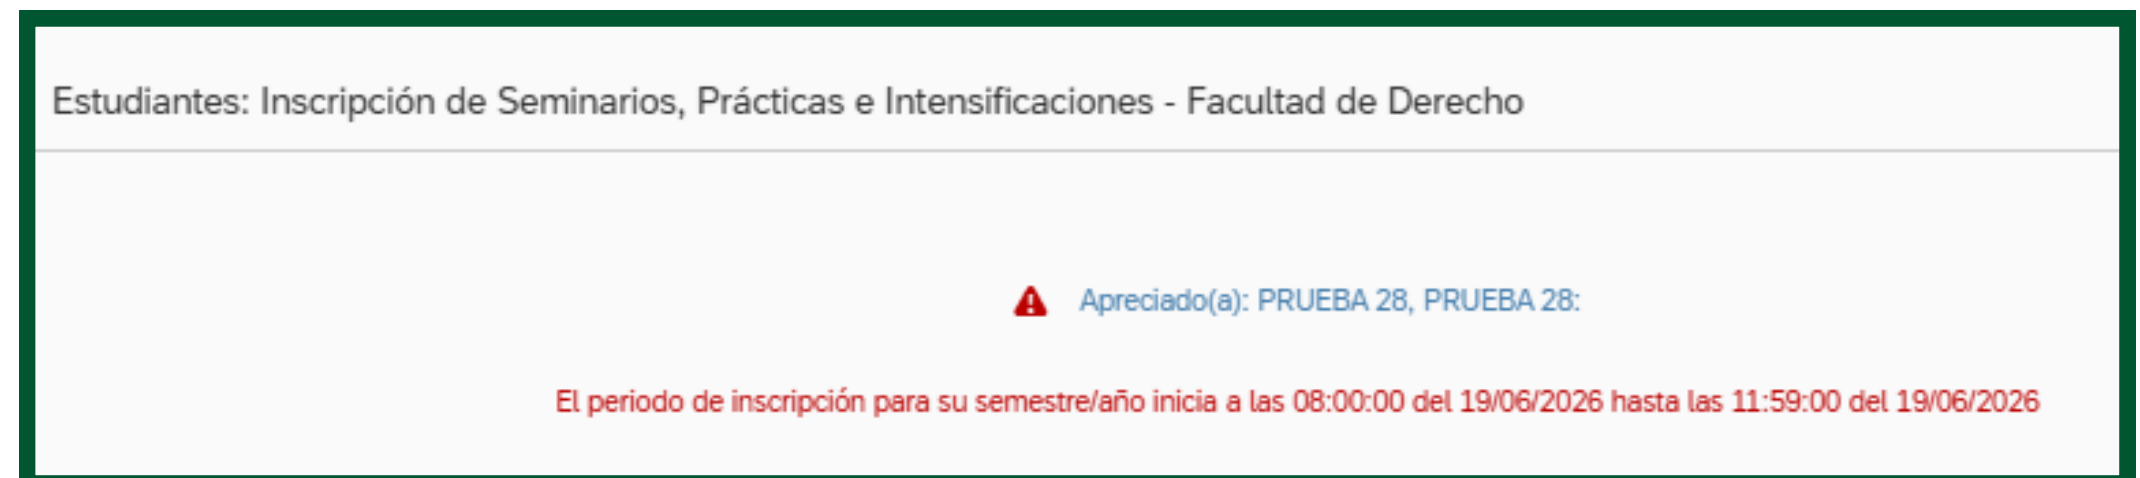 Estudiantes: Inscripción de Seminarios, Prácticas e Intensificaciones - Facultad de Derecho
Apreciado(a): PRUEBA 28, PRUEBA 28:
El periodo de inscripción para su semestre/año inicia a las 08:00:00 del 19/06/2026 hasta las 11:59:00 del 19/06/2026